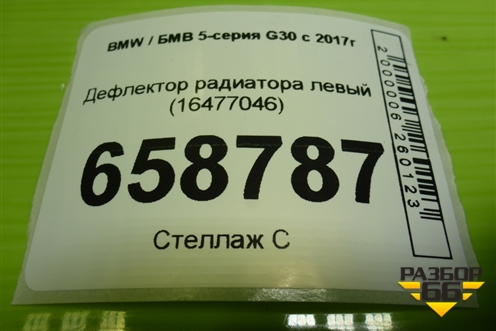 BMW / БМВ 5-серия G30 с 2017г
Дефлектор радиатора левый
(16477046)
658787
Стеллаж С
2000006260123
РАЗБОР
66